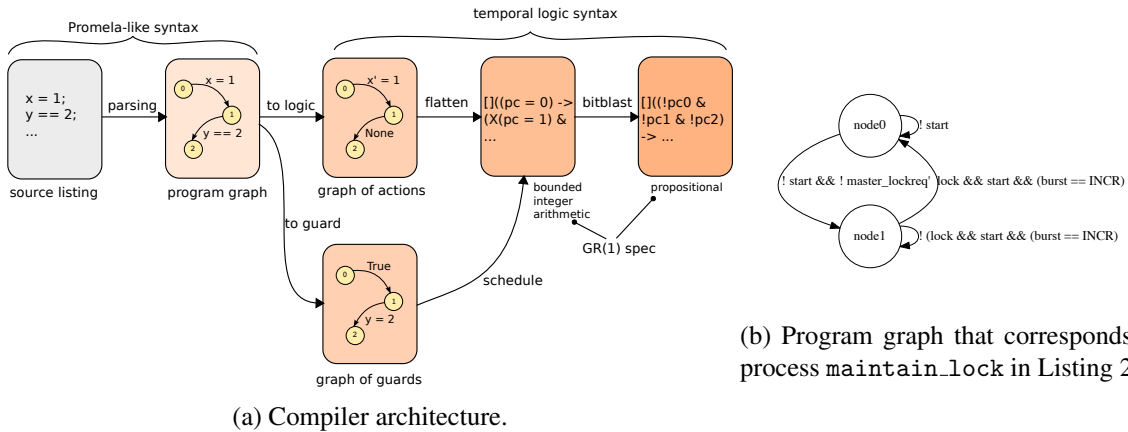 Promela-like syntax
temporal logic syntax
x = 1;
y == 2;
...
source listing
parsing
0
x = 1
1
y == 2
2
program graph
to logic
0
x' = 1
1
None
2
graph of actions
flatten
[]((pc = 0) ->
(X(pc = 1) &
...
bounded
integer
arithmetic
bitblast
[]((!pc0 &
!pc1 & !pc2)
-> ...
propositional
GR(1) spec
to guard
0
True
1
y = 2
2
graph of guards
schedule
(a) Compiler architecture.
node0
! start
! start && ! master_lockreq'
lock && start && (burst == INCR)
node1
! (lock && start && (burst == INCR)
(b) Program graph that corresponds
process maintain_lock in Listing 2